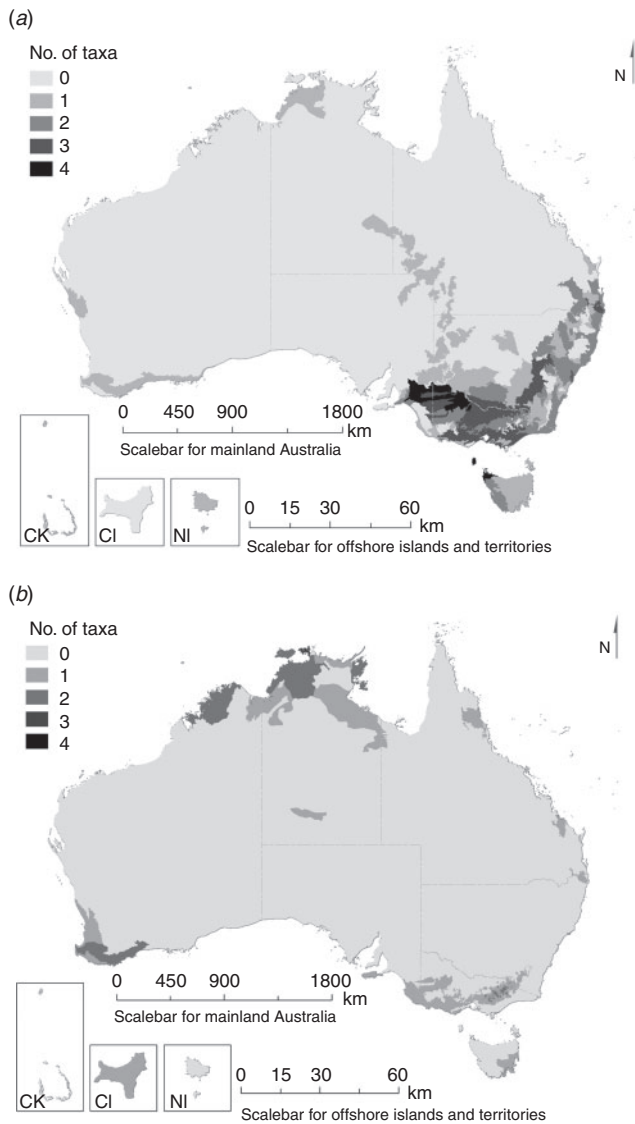 (a)
No. of taxa
0
1
2
3
4
N
0 450 900 1800
km
Scalebar for mainland Australia
CK CI NI
0 15 30 60
km
Scalebar for offshore islands and territories
(b)
No. of taxa
0
1
2
3
4
N
0 450 900 1800
km
Scalebar for mainland Australia
CK CI NI
0 15 30 60
km
Scalebar for offshore islands and territories